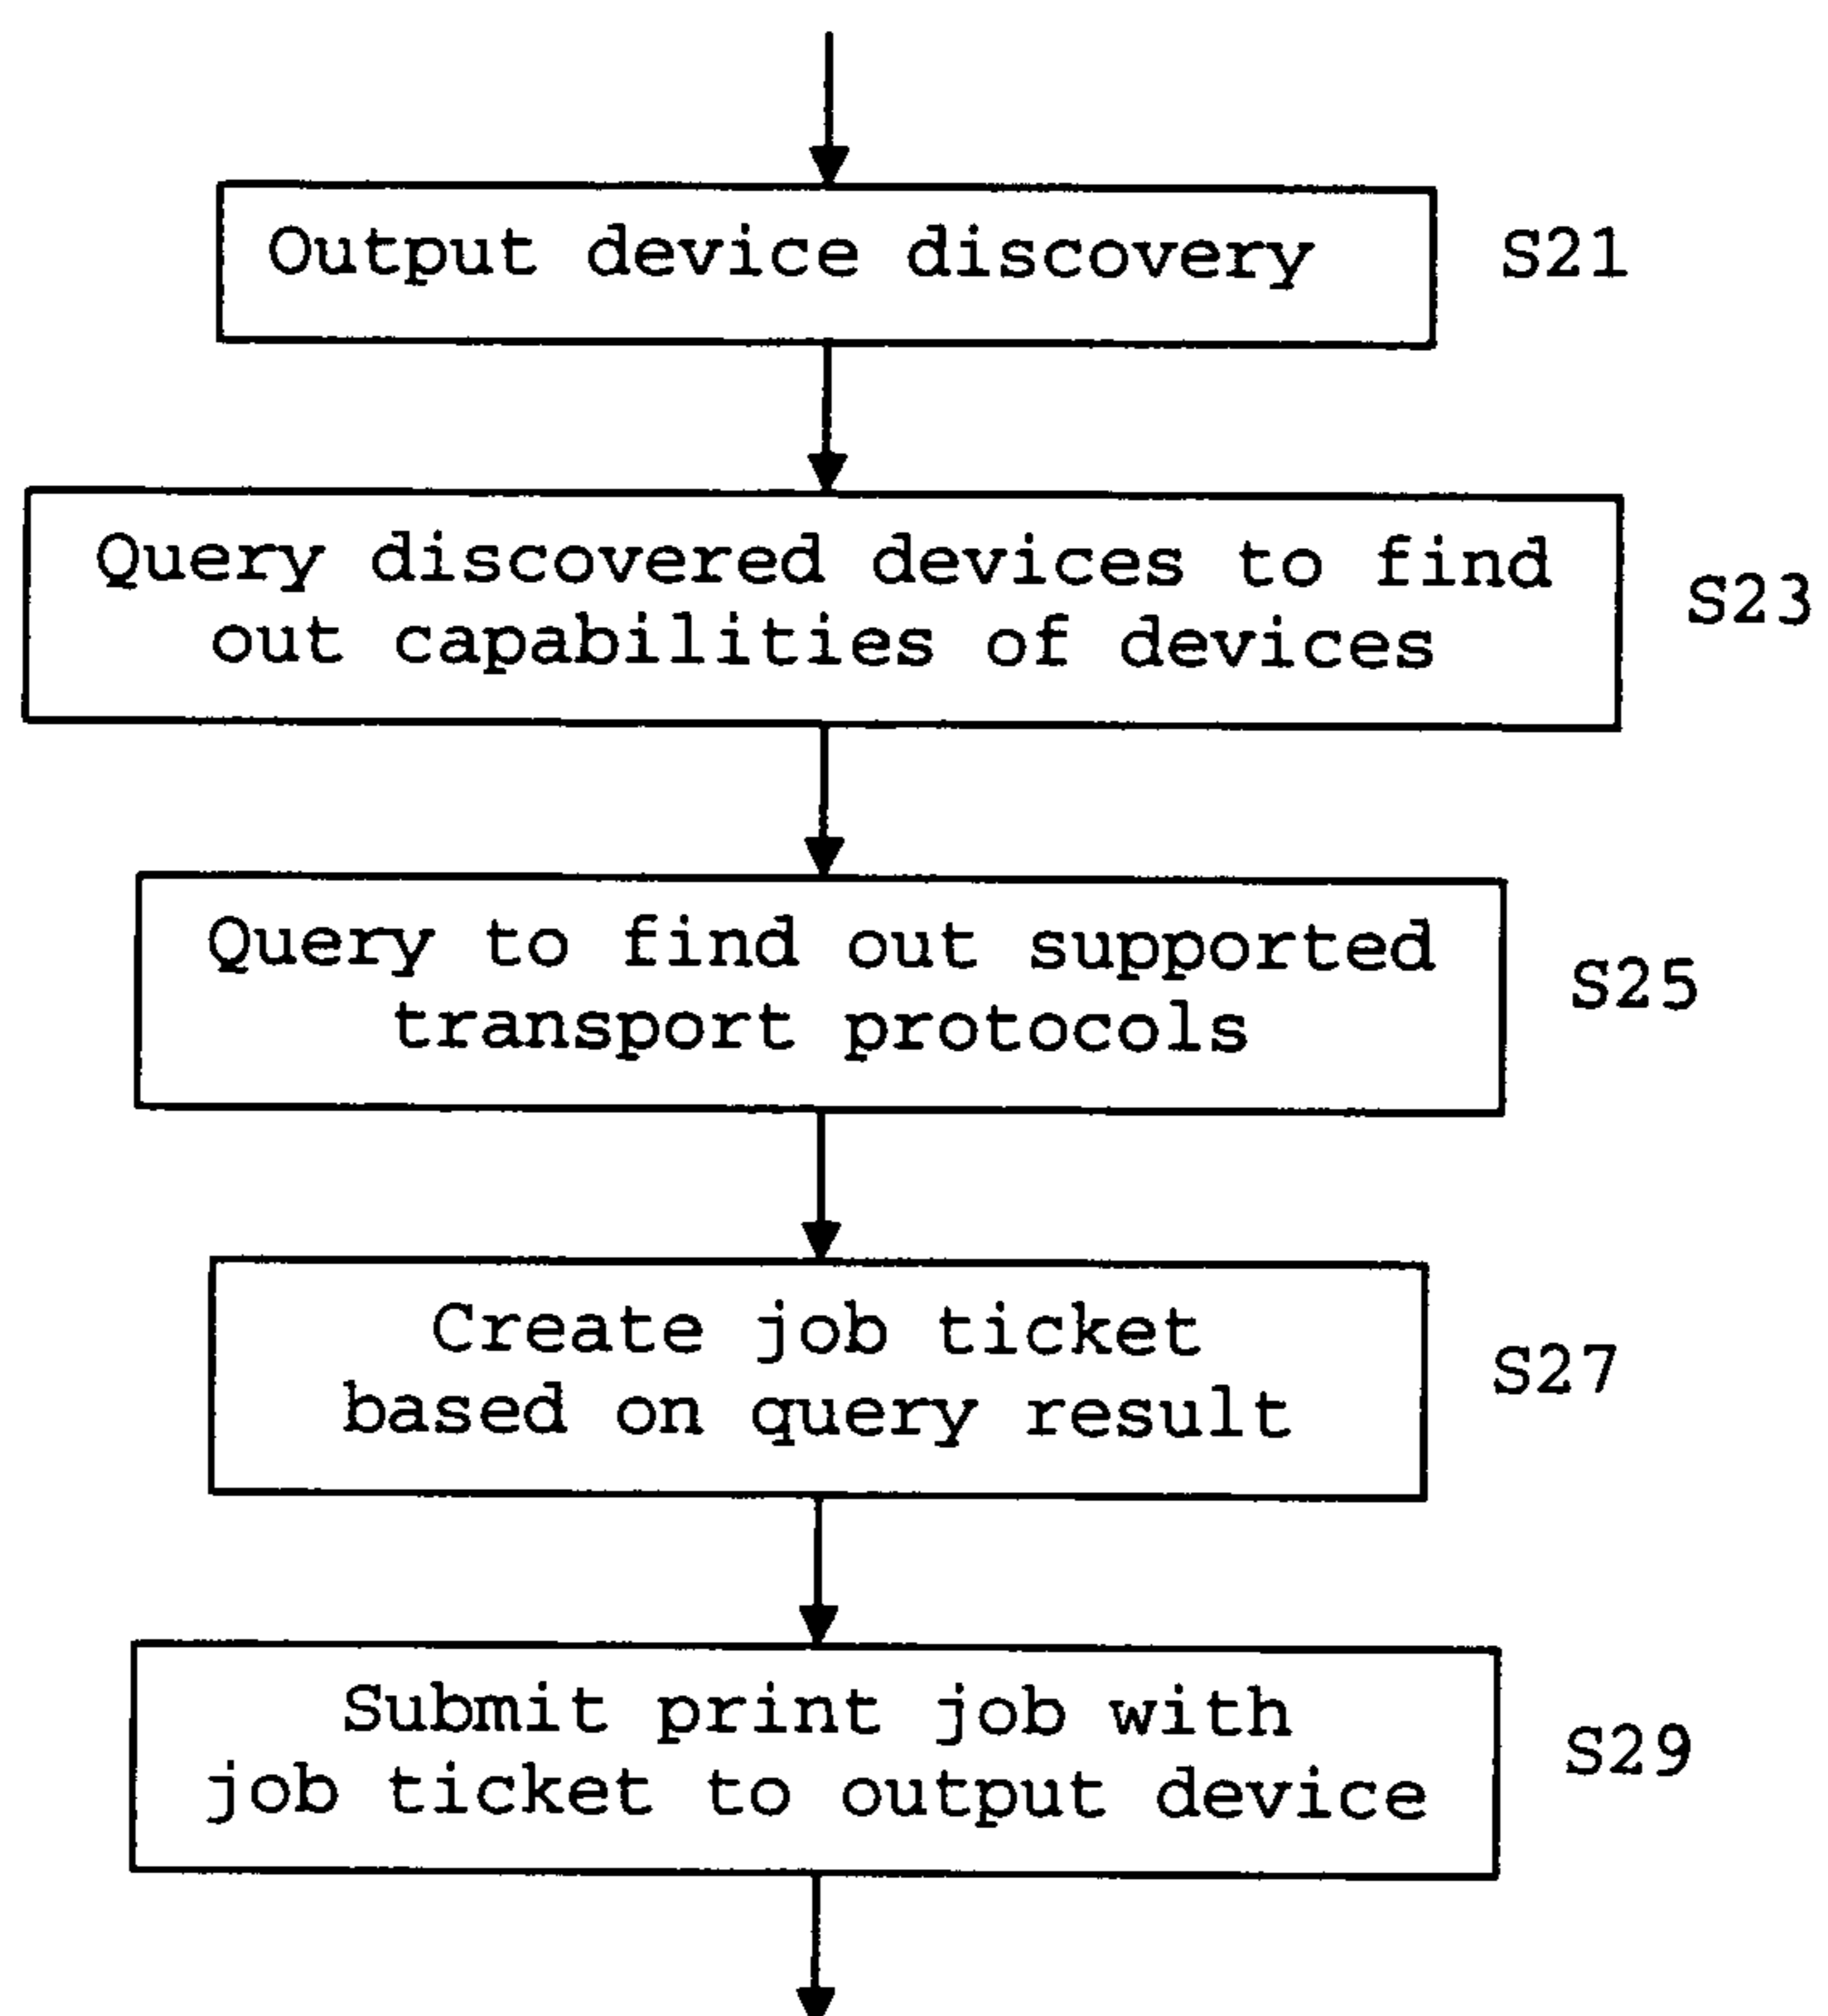 Output device discovery
S21
Query discovered devices to find
out capabilities of devices
S23
Query to find out supported
transport protocols
S25
Create job ticket
based on query result
S27
Submit print job with
job ticket to output device
S29